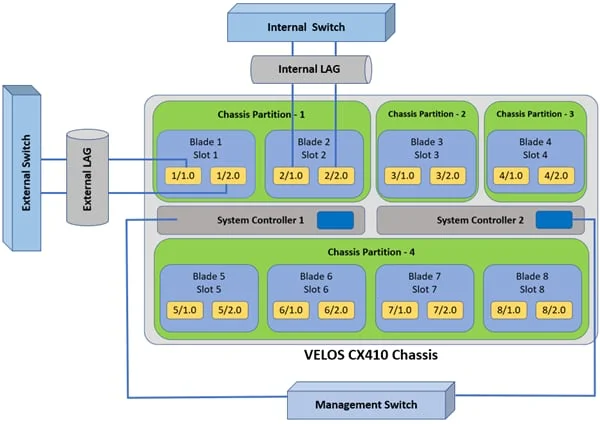 Internal Switch
Internal LAG
External Switch
External LAG
Chassis Partition - 1
Chassis Partition - 2
Chassis Partition - 3
Blade 1
Slot 1
1/1.0
1/2.0
Blade 2
Slot 2
2/1.0
2/2.0
Blade 3
Slot 3
3/1.0
3/2.0
Blade 4
Slot 4
4/1.0
4/2.0
System Controller 1
System Controller 2
Chassis Partition - 4
Blade 5
Slot 5
5/1.0
5/2.0
Blade 6
Slot 6
6/1.0
6/2.0
Blade 7
Slot 7
7/1.0
7/2.0
Blade 8
Slot 8
8/1.0
8/2.0
VELOS CX410 Chassis
Management Switch